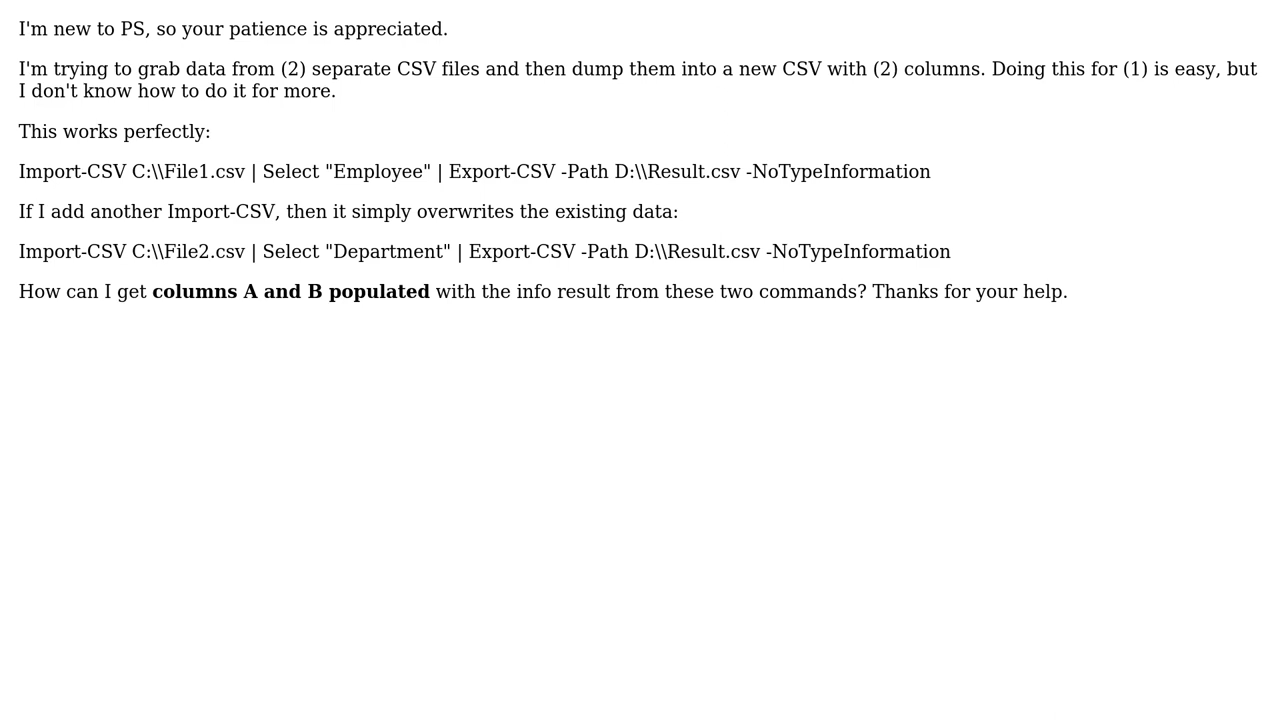 I'm new to PS, so your patience is appreciated.
I'm trying to grab data from (2) separate CSV files and then dump them into a new CSV with (2) columns. Doing this for (1) is easy, but
I don't know how to do it for more.
This works perfectly:
Import-CSV C:\\File1.csv | Select "Employee" | Export-CSV -Path D:\\Result.csv -NoTypeInformation
If I add another Import-CSV, then it simply overwrites the existing data:
Import-CSV C:\\File2.csv | Select "Department" | Export-CSV -Path D:\\Result.csv -NoTypeInformation
How can I get columns A and B populated with the info result from these two commands? Thanks for your help.